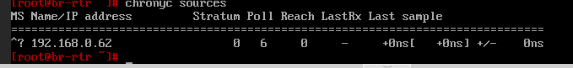 [root@br-rtr ~]# chronyc sources
MS Name/IP address         Stratum Poll Reach LastRx Last sample
===============================================================================
^? 192.168.0.62                  0   6     0     -     +0ns[   +0ns] +/-    0ns
[root@br-rtr ~]# _